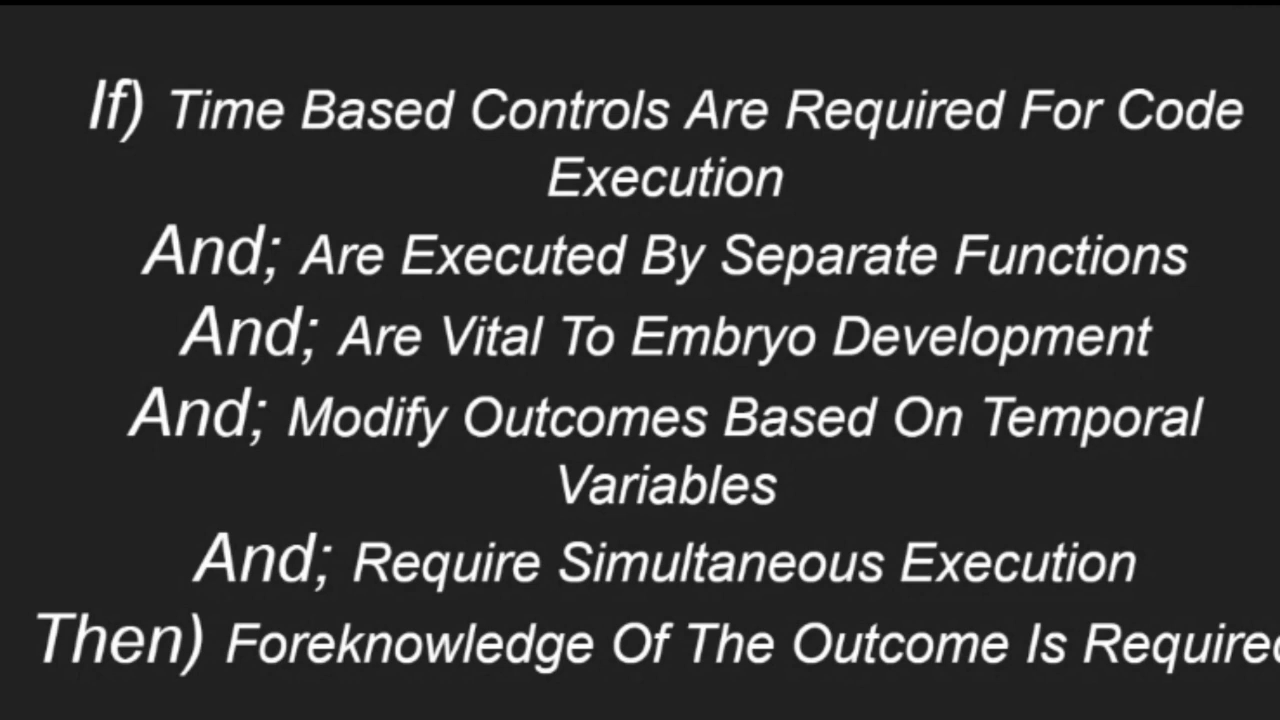 If) Time Based Controls Are Required For Code
Execution
And; Are Executed By Separate Functions
And; Are Vital To Embryo Development
And; Modify Outcomes Based On Temporal
Variables
And; Require Simultaneous Execution
Then) Foreknowledge Of The Outcome Is Required